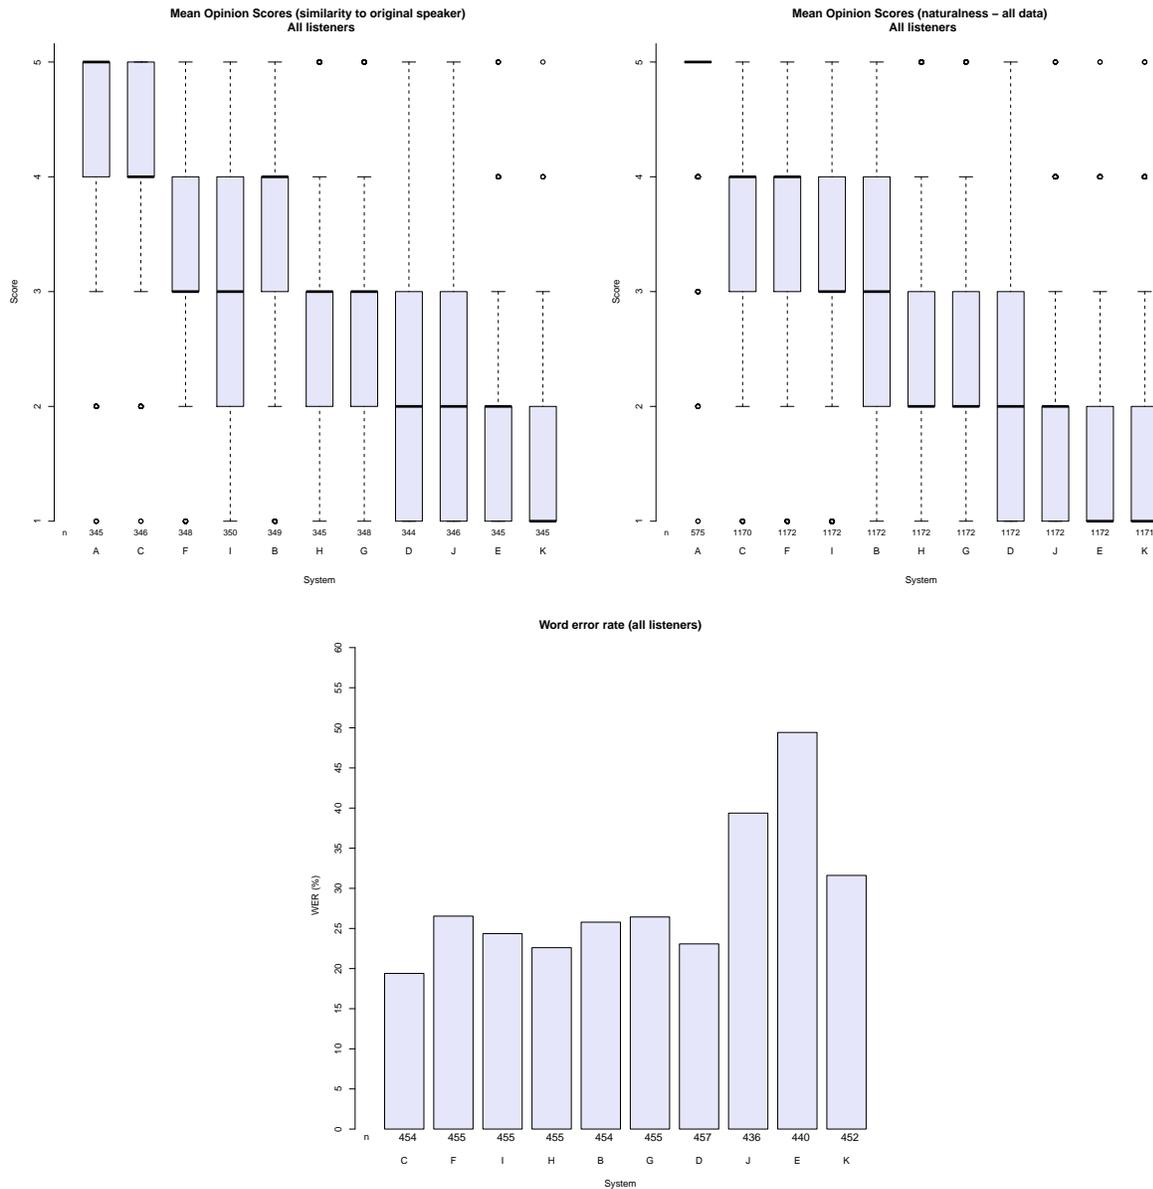 Mean Opinion Scores (similarity to original speaker)
All listeners
Score
5
4
3
2
1
n 345 346 348 350 349 345 348 344 346 345 345
A C F I B H G D J E K
System
Mean Opinion Scores (naturalness – all data)
All listeners
Score
5
4
3
2
1
n 575 1170 1172 1172 1172 1172 1172 1172 1172 1172 1171
A C F I B H G D J E K
System
Word error rate (all listeners)
WER (%)
60
55
50
45
40
35
30
25
20
15
10
5
0
n 454 455 455 455 454 455 457 436 440 452
C F I H B G D J E K
System